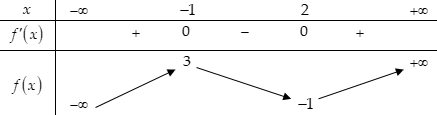 x −∞ −1 2 +∞
f′(x) + 0 − 0 +
3 +∞
f(x)
−∞ −1